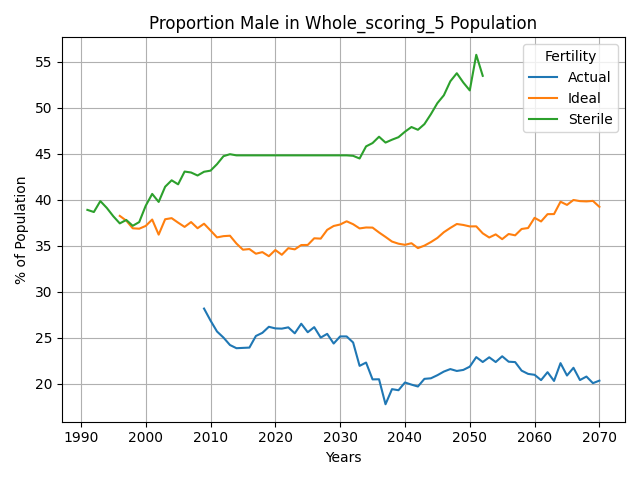 Proportion Male in Whole_scoring_5 Population
% of Population
55
50
45
40
35
30
25
20
Fertility
Actual
Ideal
Sterile
1990 2000 2010 2020 2030 2040 2050 2060 2070
Years